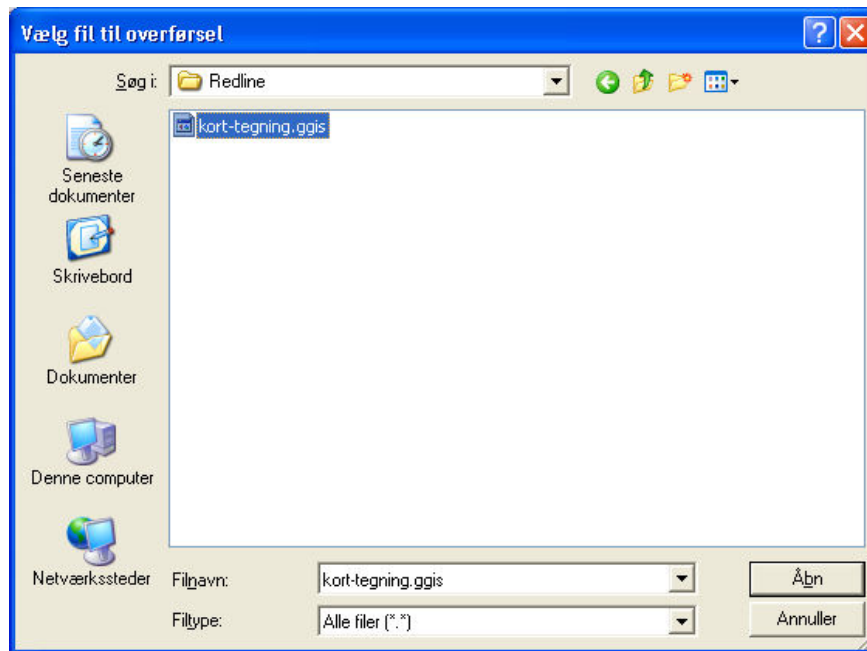 Vælg fil til overførsel
Søg i:
Redline
kort-tegning.ggis
Seneste
dokumenter
Skrivebord
Dokumenter
Denne computer
Netværkssteder
Filnavn:
kort-tegning.ggis
Åbn
Filtype:
Alle filer (*.*)
Annuller